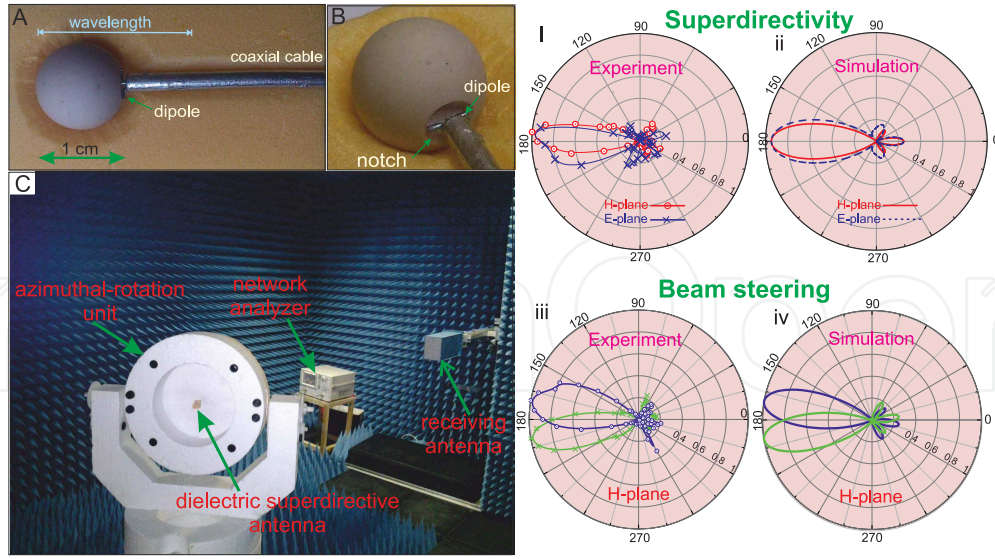 A
wavelength
coaxial cable
dipole
1 cm
B
dipole
notch
C
azimuthal-rotation
unit
network
analyzer
receiving
antenna
dielectric superdirective
antenna
Superdirectivity
I
Experiment
90
120
150
180
270
0
0.4
0.6
0.8
1
H-plane
E-plane
ii
Simulation
90
120
150
180
270
0
0.4
0.6
0.8
1
H-plane
E-plane
Beam steering
iii
Experiment
90
120
150
180
270
0
0.4
0.6
0.8
1
H-plane
iv
Simulation
90
120
150
180
270
0
0.4
0.6
0.8
1
H-plane